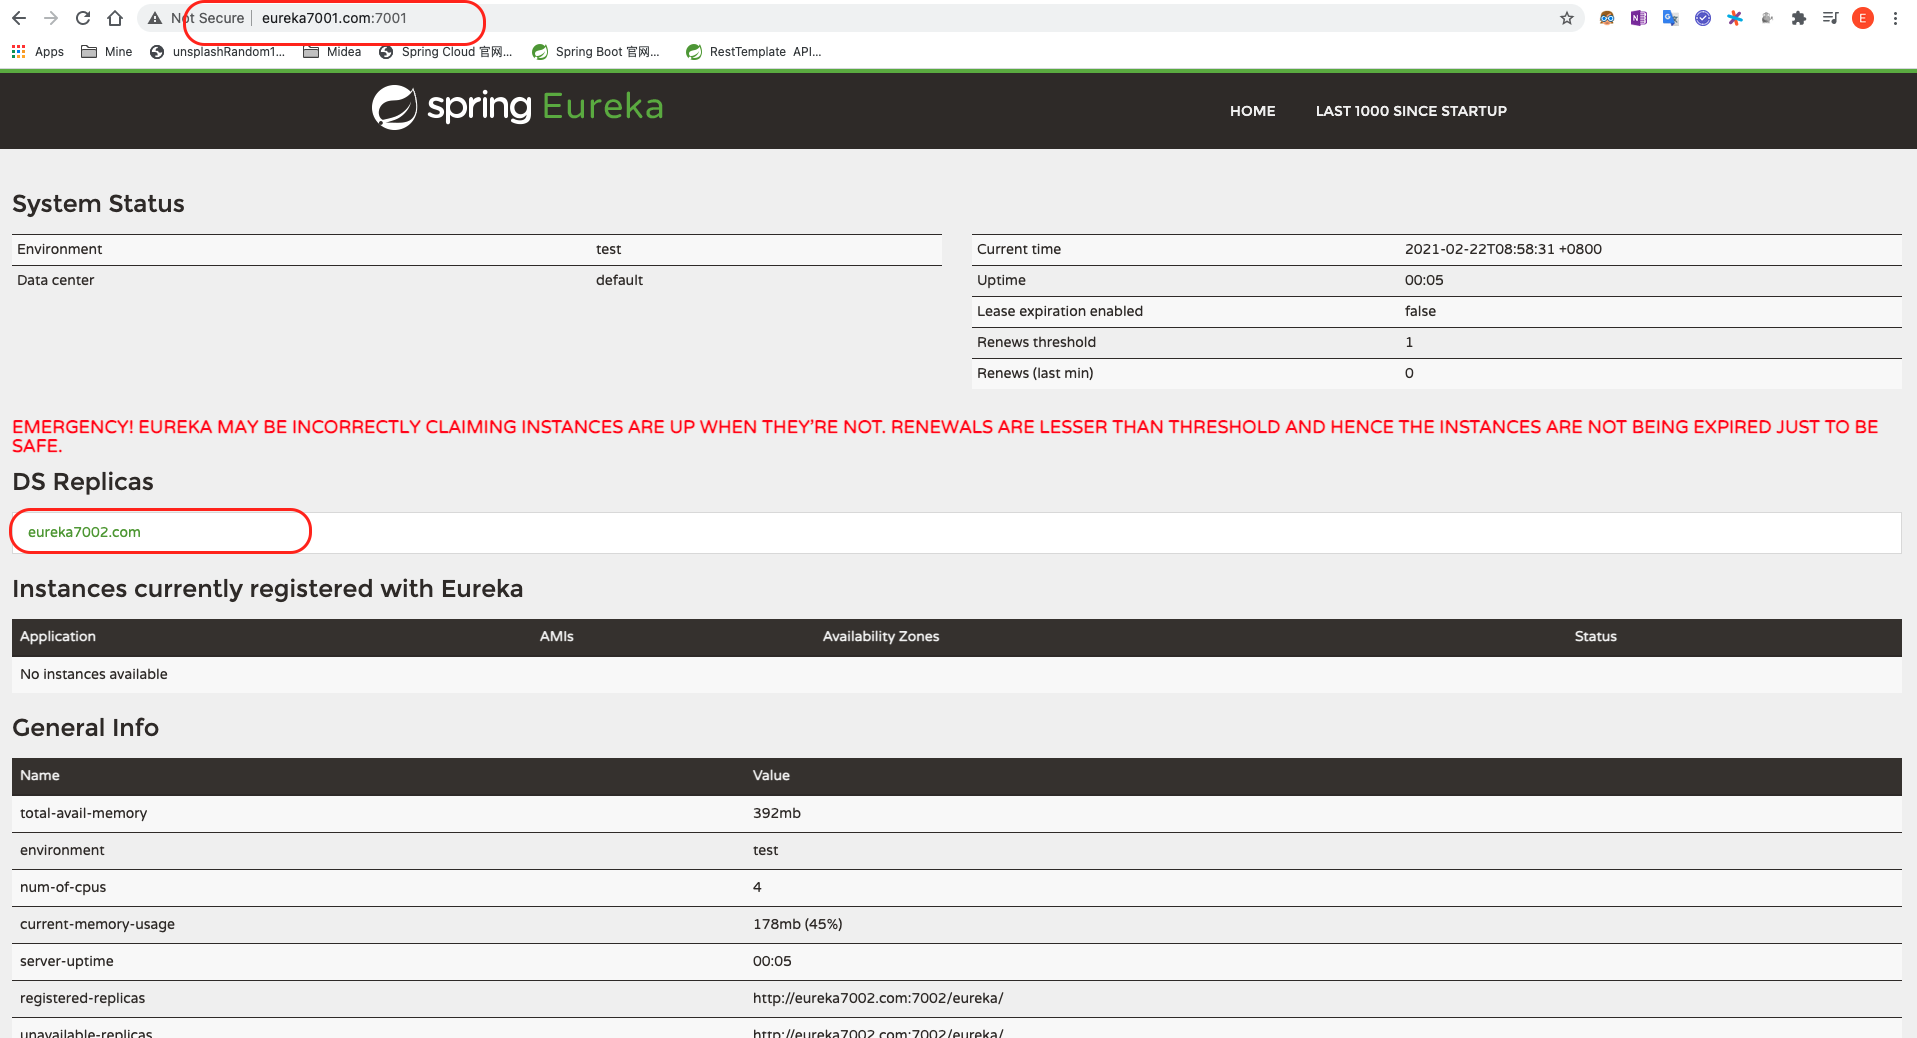 Not Secure | eureka7001.com:7001
Apps Mine unsplashRandom1... Midea Spring Cloud 官网... Spring Boot 官网... RestTemplate API...
spring Eureka
HOME LAST 1000 SINCE STARTUP
System Status
Environment test
Data center default
Current time 2021-02-22T08:58:31 +0800
Uptime 00:05
Lease expiration enabled false
Renews threshold 1
Renews (last min) 0
EMERGENCY! EUREKA MAY BE INCORRECTLY CLAIMING INSTANCES ARE UP WHEN THEY'RE NOT. RENEWALS ARE LESSER THAN THRESHOLD AND HENCE THE INSTANCES ARE NOT BEING EXPIRED JUST TO BE
SAFE.
DS Replicas
eureka7002.com
Instances currently registered with Eureka
Application AMIs Availability Zones Status
No instances available
General Info
Name Value
total-avail-memory 392mb
environment test
num-of-cpus 4
current-memory-usage 178mb (45%)
server-uptime 00:05
registered-replicas http://eureka7002.com:7002/eureka/
unavailable-replicas http://eureka7002.com:7002/eureka/